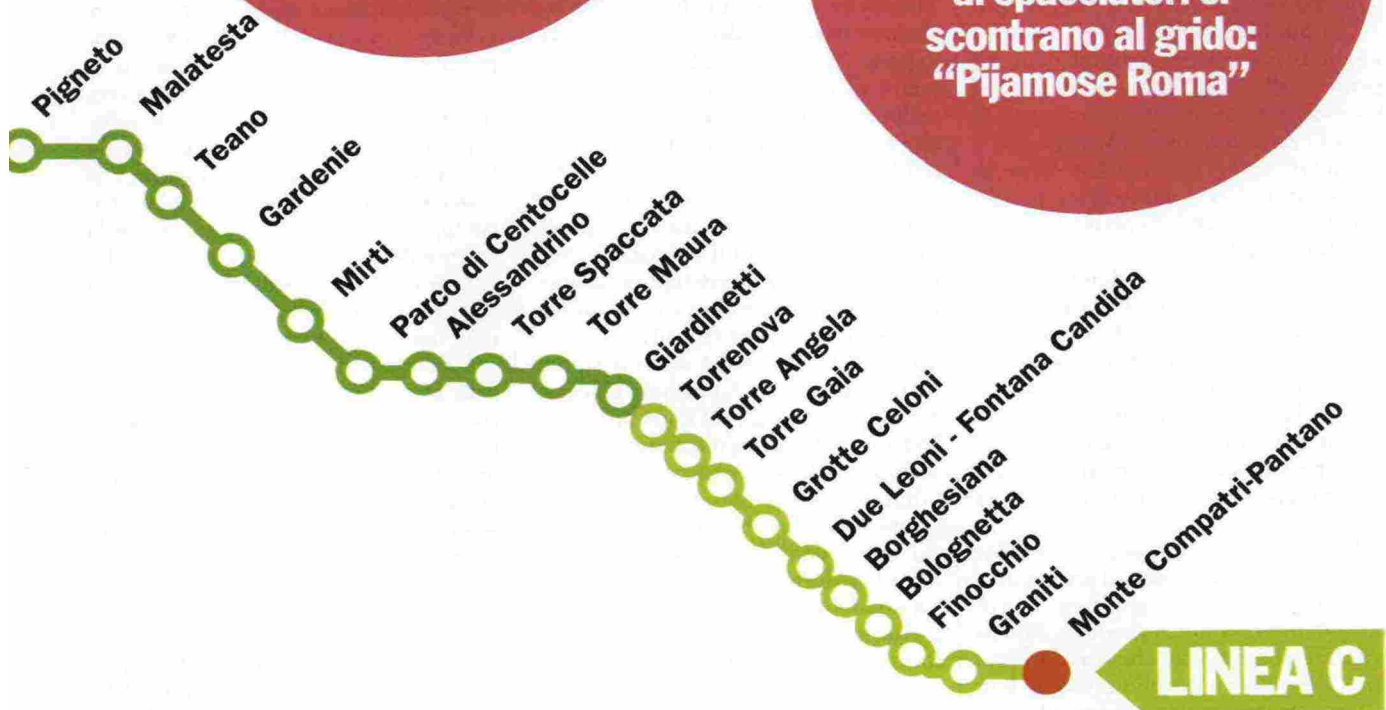 scontrano al grido:
“Pijamose Roma”
Pigneto
Malatesta
Teano
Gardenie
Mirti
Parco di Centocelle
Alessandrino
Torre Spaccata
Torre Maura
Giardinetti
Torrenova
Torre Angela
Torre Gaia
Grotte Celoni
Due Leoni - Fontana Candida
Borghesiana
Bolognetta
Finocchio
Graniti
Monte Compatri-Pantano
LINEA C